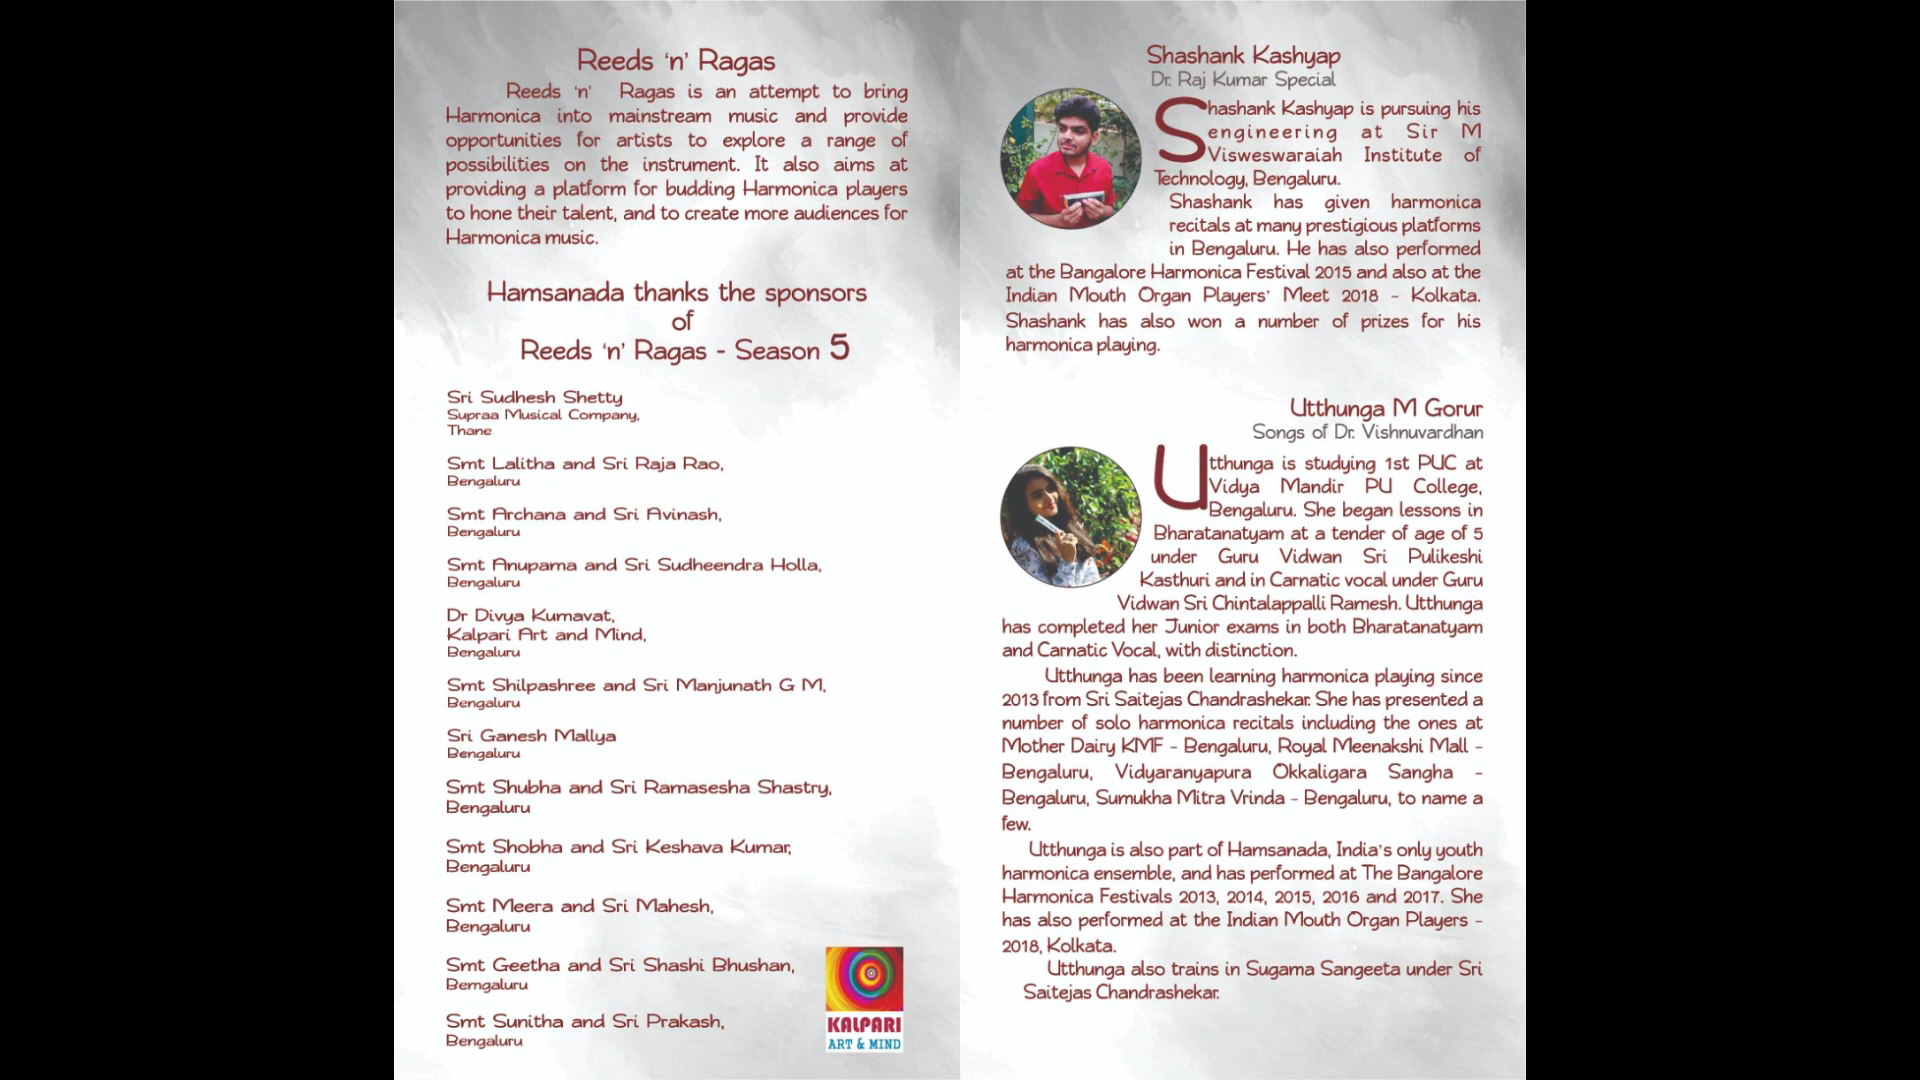 Reeds ‘n’ Ragas
Reeds ‘n’ Ragas is an attempt to bring
Harmonica into mainstream music and provide
opportunities for artists to explore a range of
possibilities on the instrument. It also aims at
providing a platform for budding Harmonica players
to hone their talent, and to create more audiences for
Harmonica music.
Hamsanada thanks the sponsors
of
Reeds ‘n’ Ragas - Season 5
Sri Sudhesh Shetty
Supraa Musical Company,
Thane
Smt Lalitha and Sri Raja Rao,
Bengaluru
Smt Archana and Sri Avinash,
Bengaluru
Smt Anupama and Sri Sudheendra Holla,
Bengaluru
Dr Divya Kumavat,
Kalpari Art and Mind,
Bengaluru
Smt Shilpashree and Sri Manjunath G M,
Bengaluru
Sri Ganesh Mallya
Bengaluru
Smt Shubha and Sri Ramasesha Shastry,
Bengaluru
Smt Shobha and Sri Keshava Kumar,
Bengaluru
Smt Meera and Sri Mahesh,
Bengaluru
Smt Geetha and Sri Shashi Bhushan,
Bemgaluru
Smt Sunitha and Sri Prakash,
Bengaluru
KALPARI
ART & MIND
Shashank Kashyap
Dr. Raj Kumar Special
Shashank Kashyap is pursuing his
engineering at Sir M
Visweswaraiah Institute of
Technology, Bengaluru.
Shashank has given harmonica
recitals at many prestigious platforms
in Bengaluru. He has also performed
at the Bangalore Harmonica Festival 2015 and also at the
Indian Mouth Organ Players’ Meet 2018 - Kolkata.
Shashank has also won a number of prizes for his
harmonica playing.
Utthunga M Gorur
Songs of Dr. Vishnuvardhan
Utthunga is studying 1st PUC at
Vidya Mandir PU College,
Bengaluru. She began lessons in
Bharatanatyam at a tender of age of 5
under Guru Vidwan Sri Pulikeshi
Kasthuri and in Carnatic vocal under Guru
Vidwan Sri Chintalappalli Ramesh. Utthunga
has completed her Junior exams in both Bharatanatyam
and Carnatic Vocal, with distinction.
Utthunga has been learning harmonica playing since
2013 from Sri Saitejas Chandrashekar. She has presented a
number of solo harmonica recitals including the ones at
Mother Dairy KMF - Bengaluru, Royal Meenakshi Mall -
Bengaluru, Vidyaranyapura Okkaligara Sangha -
Bengaluru, Sumukha Mitra Vrinda - Bengaluru, to name a
few.
Utthunga is also part of Hamsanada, India’s only youth
harmonica ensemble, and has performed at The Bangalore
Harmonica Festivals 2013, 2014, 2015, 2016 and 2017. She
has also performed at the Indian Mouth Organ Players -
2018, Kolkata.
Utthunga also trains in Sugama Sangeeta under Sri
Saitejas Chandrashekar.